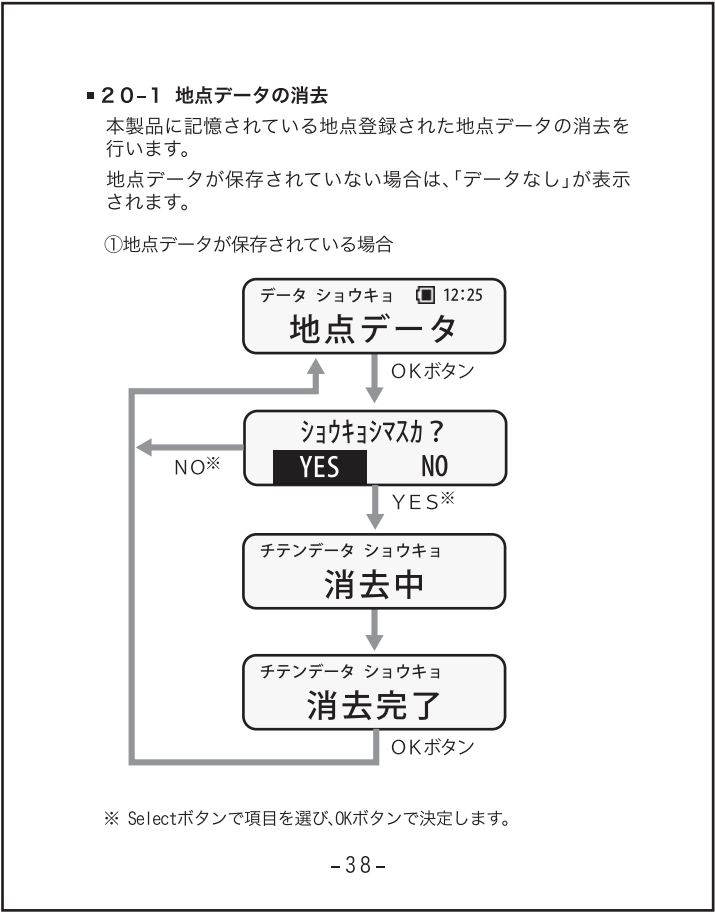 ■20−1 地点データの消去
本製品に記憶されている地点登録された地点データの消去を
行います。
地点データが保存されていない場合は、「データなし」が表示
されます。
①地点データが保存されている場合
データ ショウキョ 12:25
地点データ
OKボタン
ショウキョシマスカ？
YES NO
NO※
YES※
チテンデータ ショウキョ
消去中
チテンデータ ショウキョ
消去完了
OKボタン
※ Selectボタンで項目を選び、OKボタンで決定します。
−38−